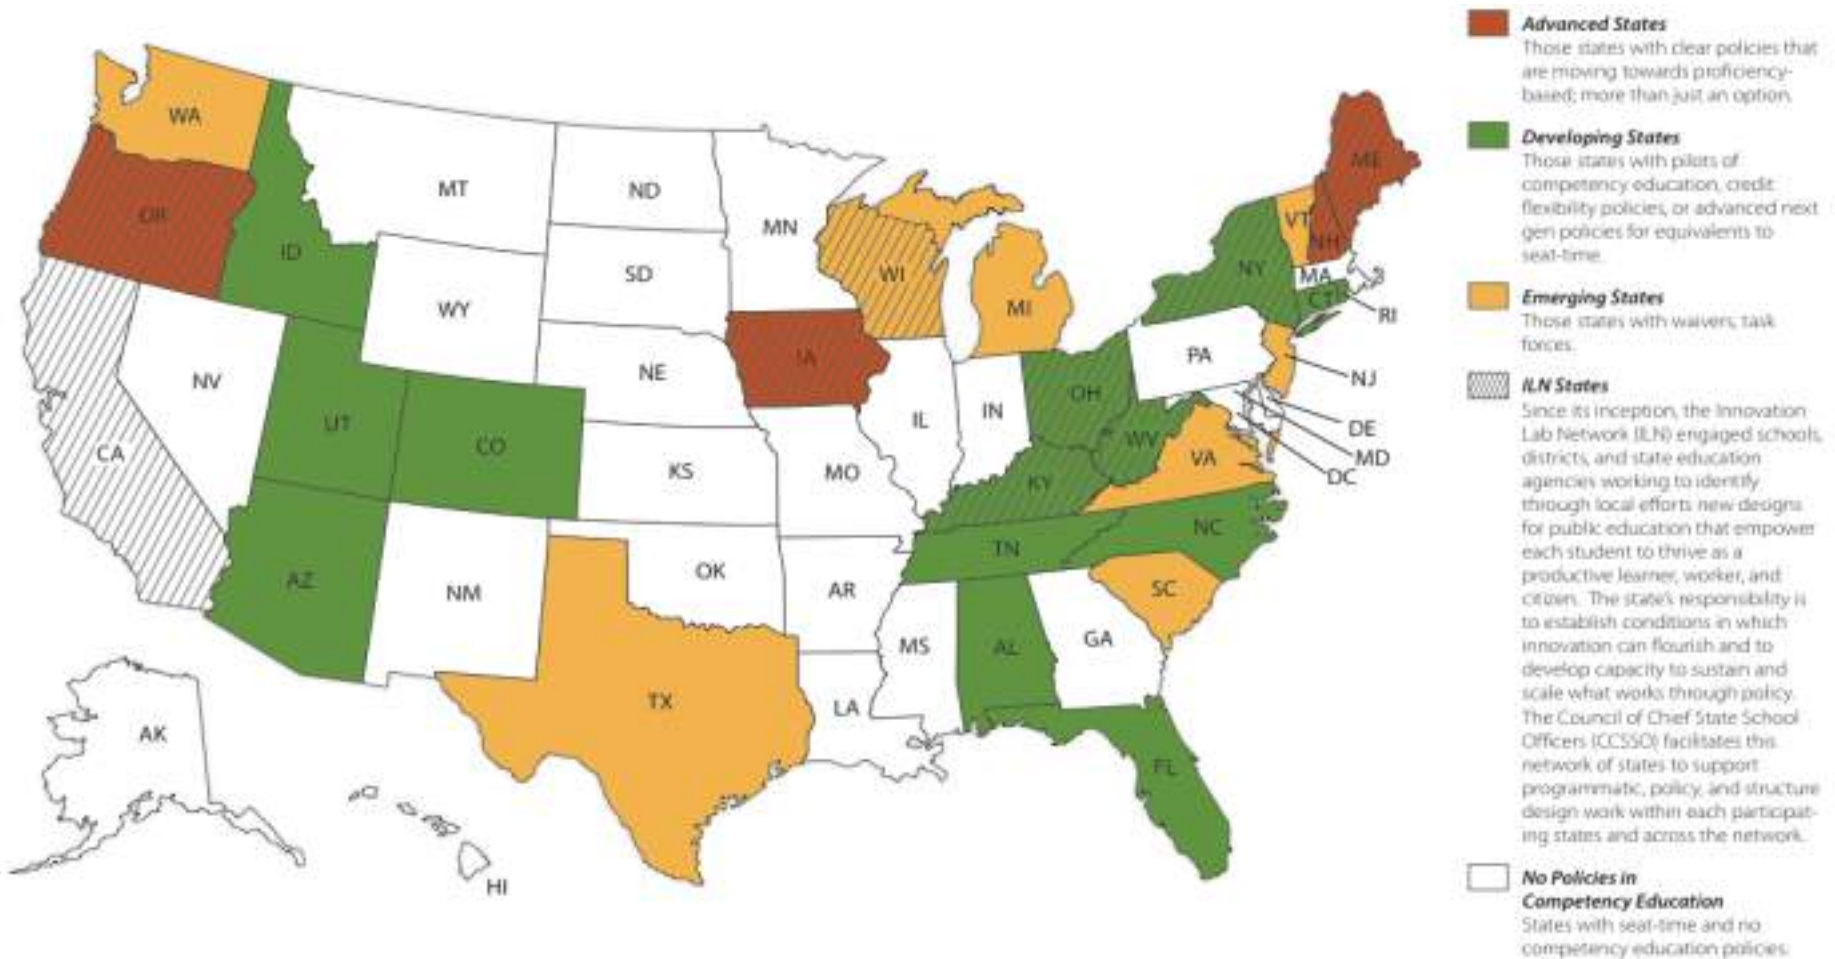 WA
OR
CA
ID
NV
MT
WY
UT
AZ
CO
NM
ND
SD
NE
KS
OK
TX
MN
IA
MO
AR
LA
WI
IL
MI
IN
OH
KY
TN
MS
AL
GA
FL
SC
NC
VA
WV
PA
NY
VT
NH
ME
MA
CT
RI
NJ
DE
MD
DC
AK
HI
Advanced States
Those states with clear policies that
are moving towards proficiency-
based; more than just an option.
Developing States
Those states with pilots of
competency education, credit
flexibility policies, or advanced next
gen policies for equivalents to
seat-time.
Emerging States
Those states with waivers, task
forces.
ILN States
Since its inception, the Innovation
Lab Network (ILN) engaged schools,
districts, and state education
agencies working to identify
through local efforts new designs
for public education that empower
each student to thrive as a
productive learner, worker, and
citizen. The state's responsibility is
to establish conditions in which
innovation can flourish and to
develop capacity to sustain and
scale what works through policy.
The Council of Chief State School
Officers (CCSSO) facilitates this
network of states to support
programmatic, policy, and structure
design work within each participat-
ing states and across the network.
No Policies in
Competency Education
States with seat-time and no
competency education policies.